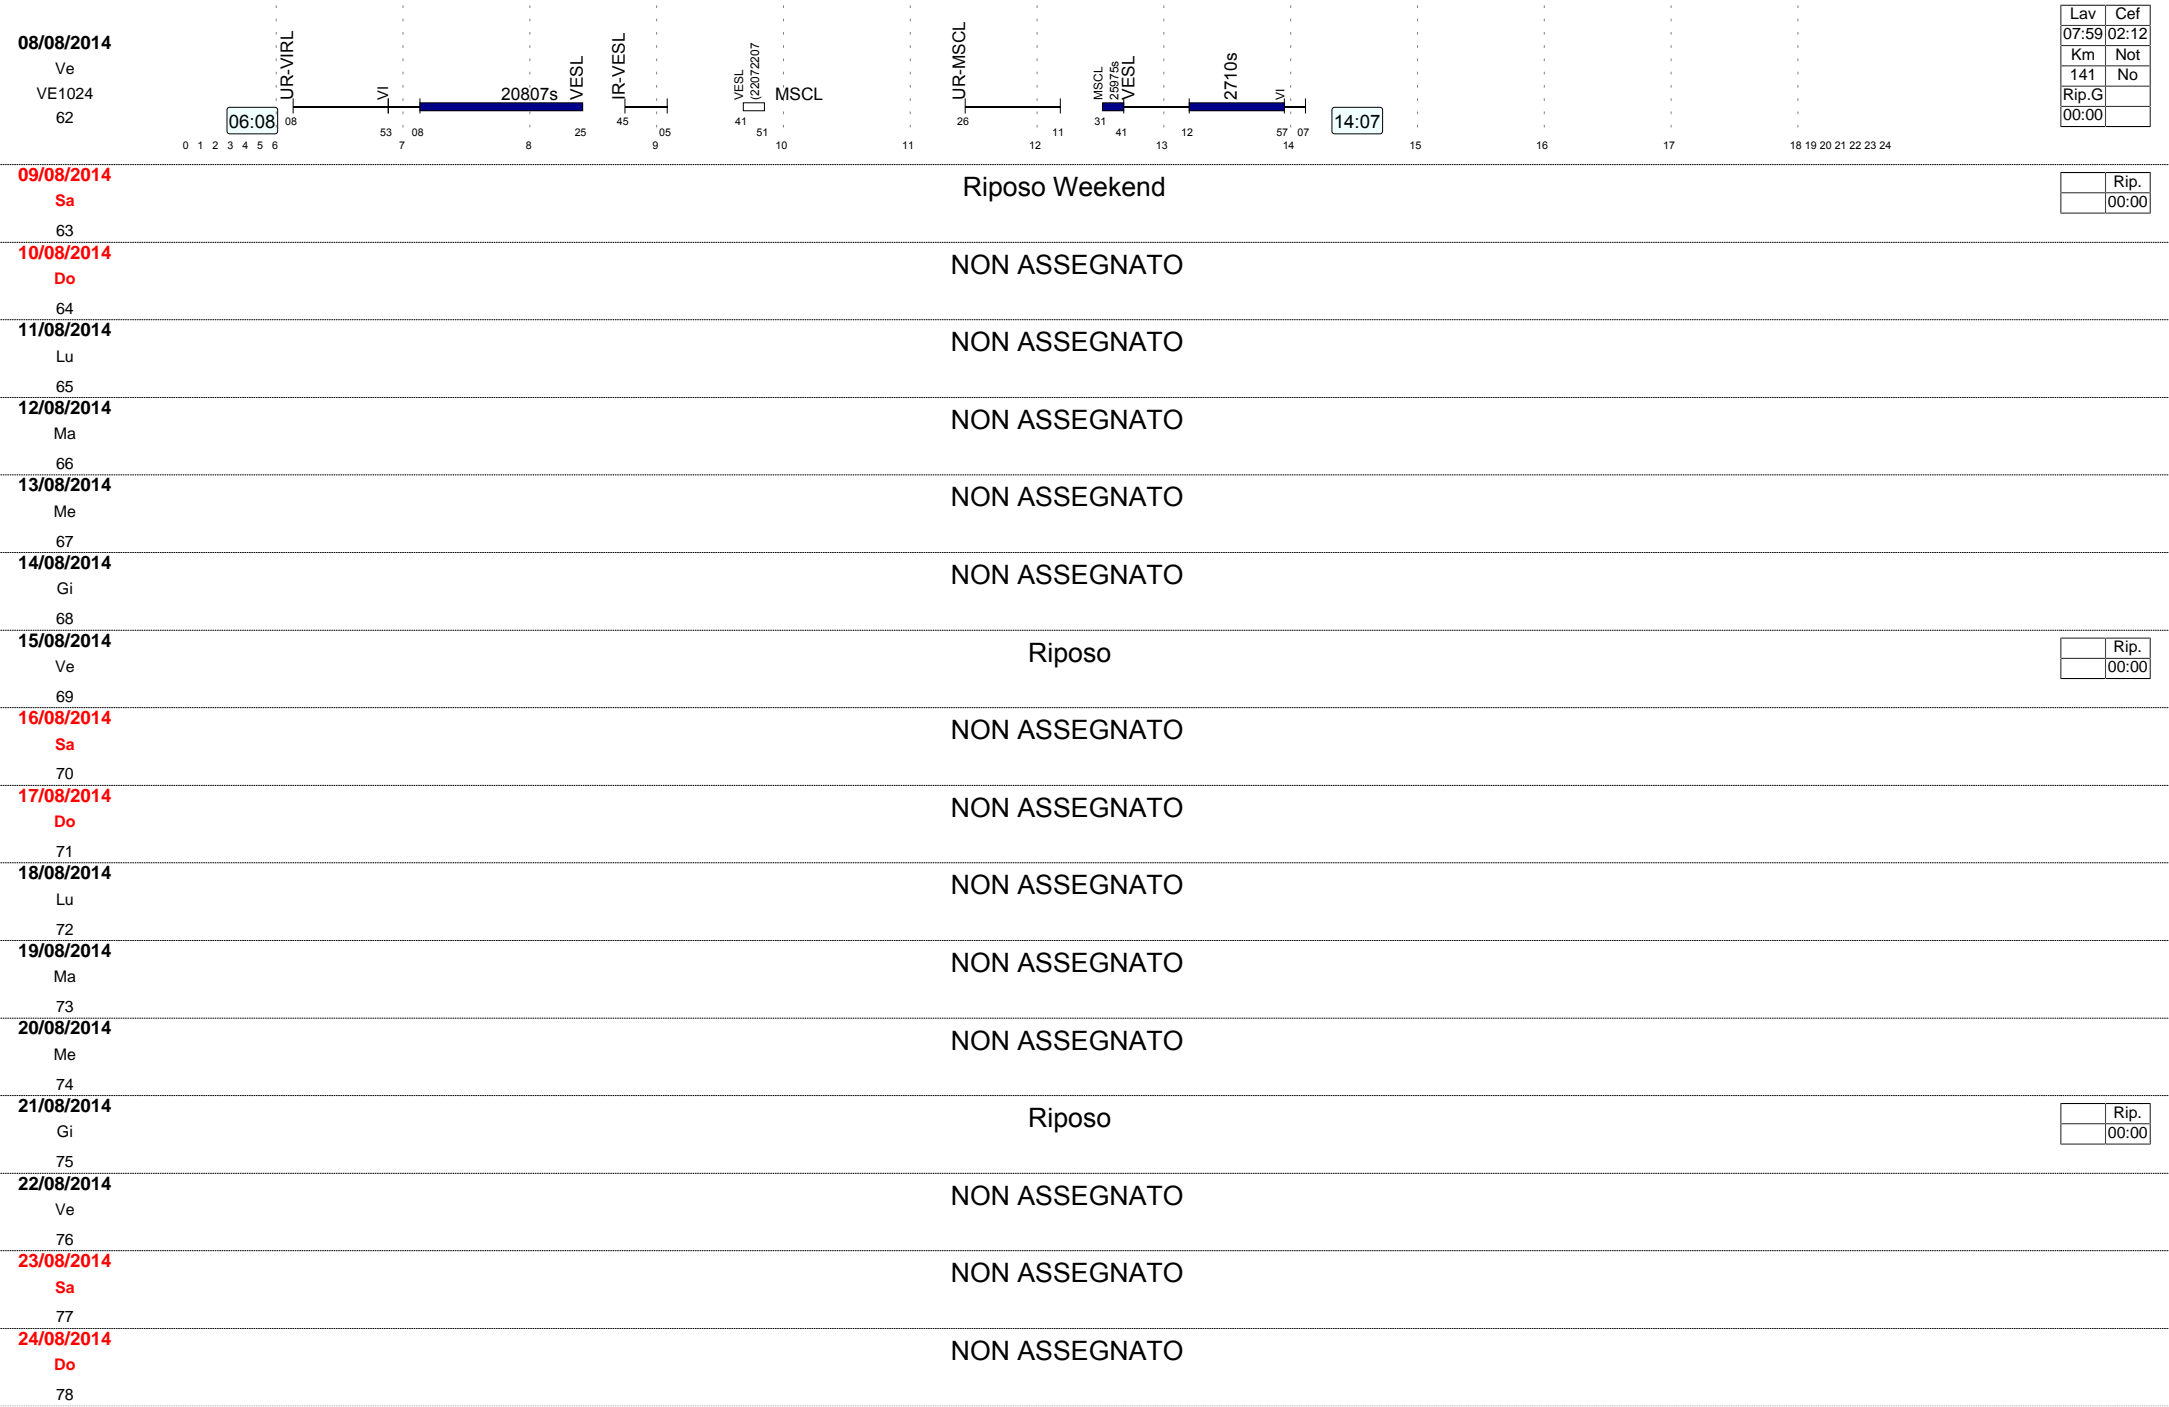 08/08/2014
Ve
VE1024
62
06:08
UR-VIRL
VI
20807s
VESL
IR-VESL
VESL
(22072207
MSCL
UR-MSCL
MSCL
25975s
VESL
2710s
VI
14:07
08 53 08 25 45 05 41 51 26 11 31 41 12 57 07
0 1 2 3 4 5 6 7 8 9 10 11 12 13 14 15 16 17 18 19 20 21 22 23 24
Lav Cef
07:59 02:12
Km Not
141 No
Rip.G
00:00
09/08/2014
Sa
63
Riposo Weekend
Rip.
00:00
10/08/2014
Do
64
NON ASSEGNATO
11/08/2014
Lu
65
NON ASSEGNATO
12/08/2014
Ma
66
NON ASSEGNATO
13/08/2014
Me
67
NON ASSEGNATO
14/08/2014
Gi
68
NON ASSEGNATO
15/08/2014
Ve
69
Riposo
Rip.
00:00
16/08/2014
Sa
70
NON ASSEGNATO
17/08/2014
Do
71
NON ASSEGNATO
18/08/2014
Lu
72
NON ASSEGNATO
19/08/2014
Ma
73
NON ASSEGNATO
20/08/2014
Me
74
NON ASSEGNATO
21/08/2014
Gi
75
Riposo
Rip.
00:00
22/08/2014
Ve
76
NON ASSEGNATO
23/08/2014
Sa
77
NON ASSEGNATO
24/08/2014
Do
78
NON ASSEGNATO